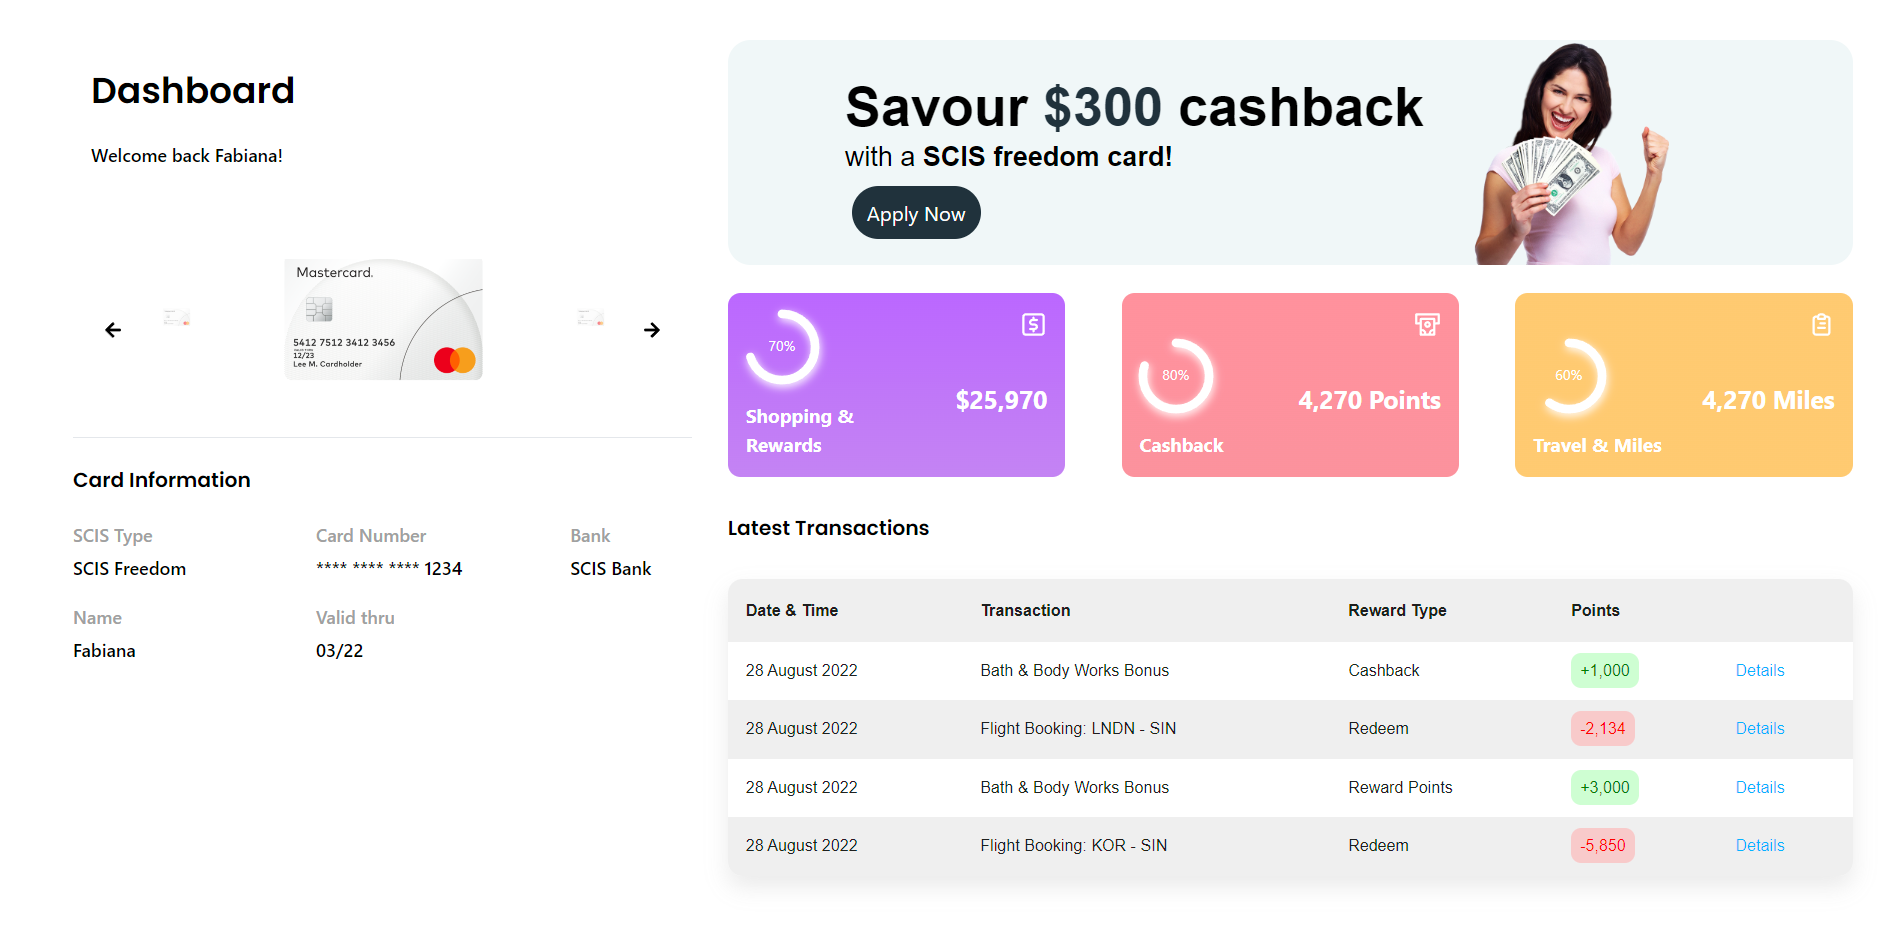 Dashboard
Welcome back Fabiana!
Mastercard.
5412 7512 3412 3456
12/23
Lee M. Cardholder
Card Information
SCIS Type
Card Number
Bank
SCIS Freedom
**** **** **** 1234
SCIS Bank
Name
Valid thru
Fabiana
03/22
Savour $300 cashback
with a SCIS freedom card!
Apply Now
70%
$25,970
Shopping &
Rewards
80%
4,270 Points
Cashback
60%
4,270 Miles
Travel & Miles
Latest Transactions
Date & Time Transaction Reward Type Points
28 August 2022 Bath & Body Works Bonus Cashback +1,000 Details
28 August 2022 Flight Booking: LNDN - SIN Redeem -2,134 Details
28 August 2022 Bath & Body Works Bonus Reward Points +3,000 Details
28 August 2022 Flight Booking: KOR - SIN Redeem -5,850 Details